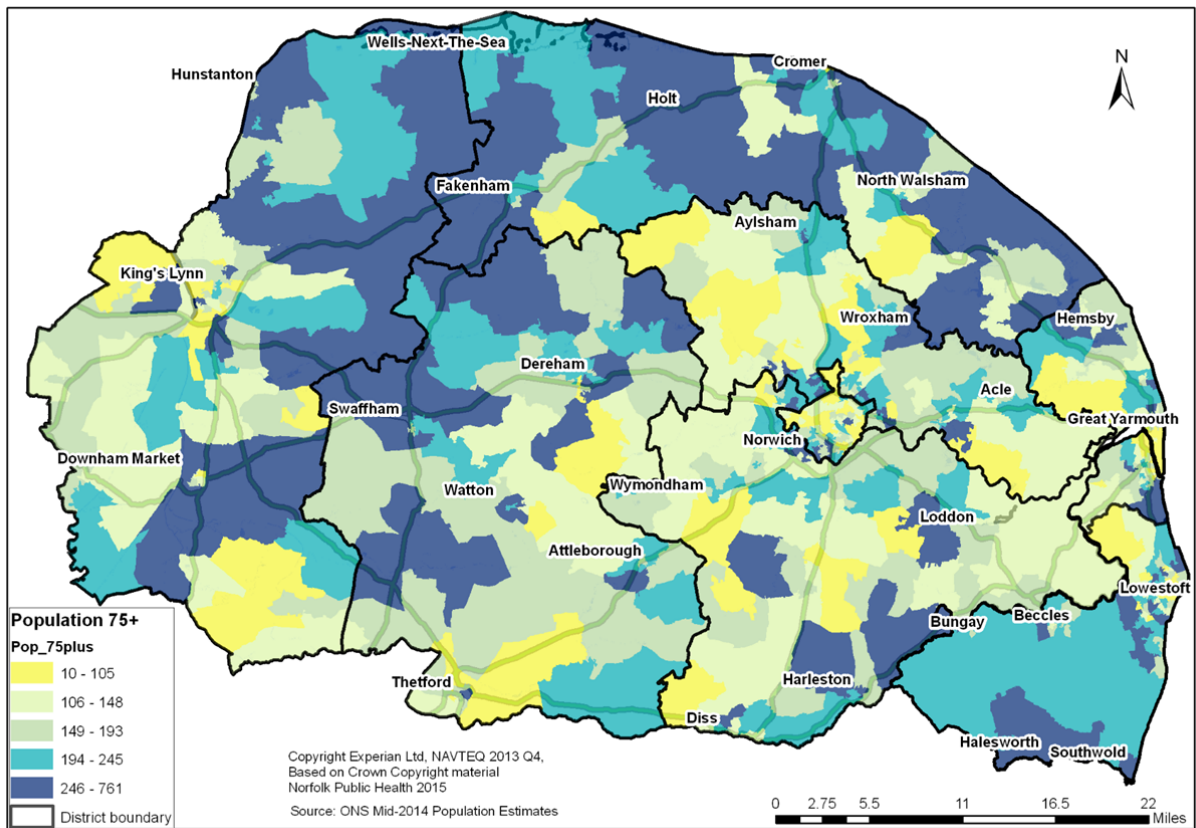 Wells-Next-The-Sea
Hunstanton
Cromer
N
Holt
Fakenham
North Walsham
Aylsham
King's Lynn
Wroxham
Hemsby
Dereham
Acle
Swaffham
Great Yarmouth
Norwich
Downham Market
Wymondham
Watton
Loddon
Attleborough
Lowestoft
Beccles
Bungay
Population 75+
Pop_75plus
10 - 105
106 - 148
149 - 193
194 - 245
246 - 761
District boundary
Thetford
Harleston
Diss
Halesworth
Southwold
Copyright Experian Ltd, NAVTEQ 2013 Q4,
Based on Crown Copyright material
Norfolk Public Health 2015
Source: ONS Mid-2014 Population Estimates
0 2.75 5.5 11 16.5 22
Miles